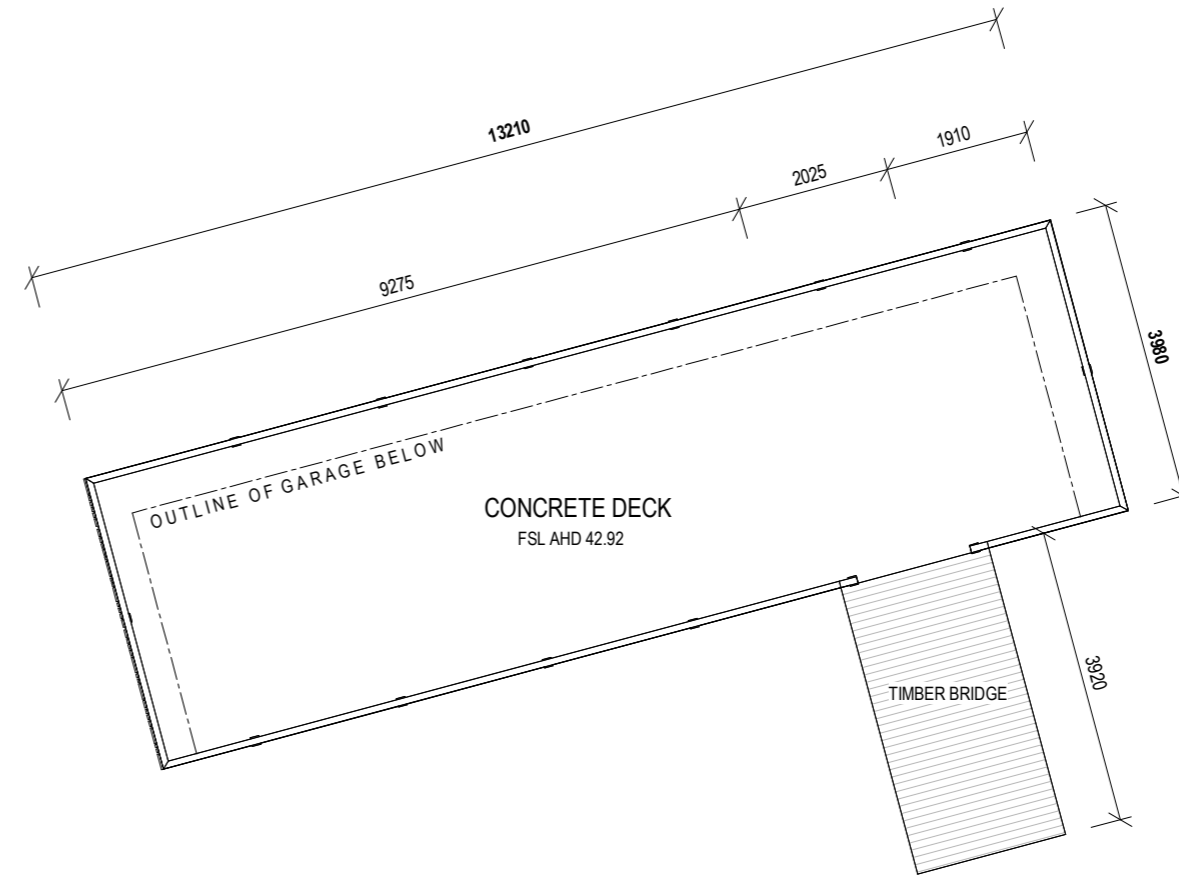 13210
1910
2025
9275
3980
OUTLINE OF GARAGE BELOW
CONCRETE DECK
FSL AHD 42.92
TIMBER BRIDGE
3920